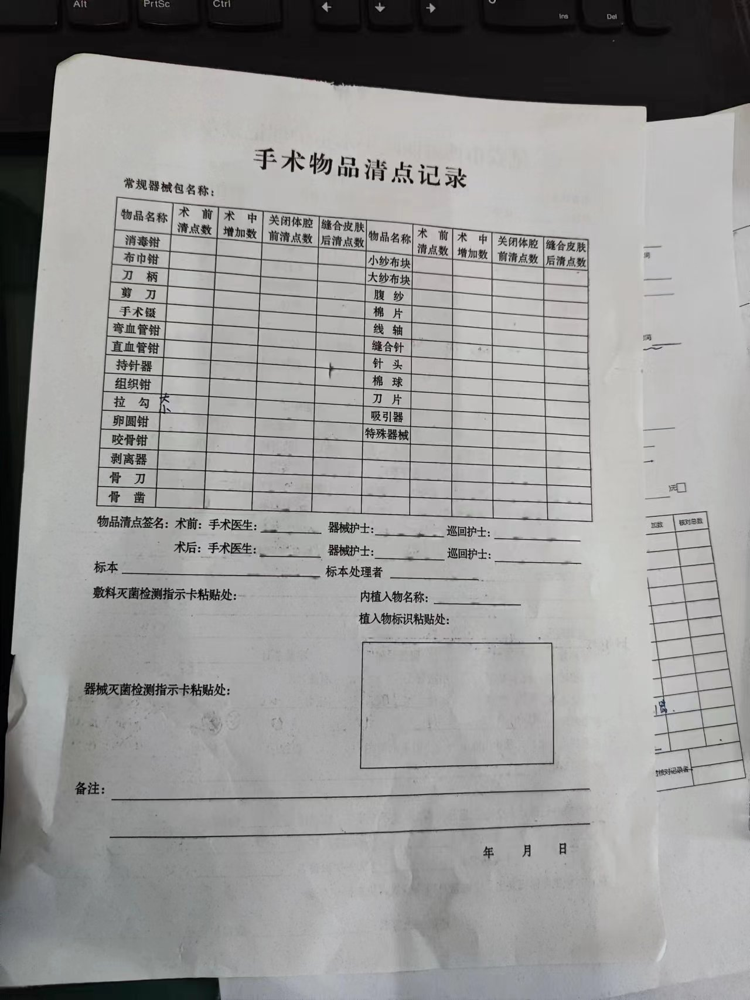 Alt PrtSc Ctrl Ins Del
手术物品清点记录
常规器械包名称：
物品名称 术前清点数 术中增加数 关闭体腔前清点数 缝合皮肤后清点数 物品名称 术前清点数 术中增加数 关闭体腔前清点数 缝合皮肤后清点数
消毒钳 小纱布块
布巾钳 大纱布块
刀柄 腹纱
剪刀 棉片
手术镊 线轴
弯血管钳 缝合针
直血管钳 针头
持针器 棉球
组织钳 刀片
拉勾 大 小 吸引器
卵圆钳 特殊器械
咬骨钳
剥离器
骨刀
骨凿
物品清点签名：术前：手术医生： 器械护士： 巡回护士：
术后：手术医生： 器械护士： 巡回护士：
标本 标本处理者
敷料灭菌检测指示卡粘贴处： 内植入物名称：
植入物标识粘贴处：
器械灭菌检测指示卡粘贴处：
备注：
年 月 日
加数 核对总数
核对记录者